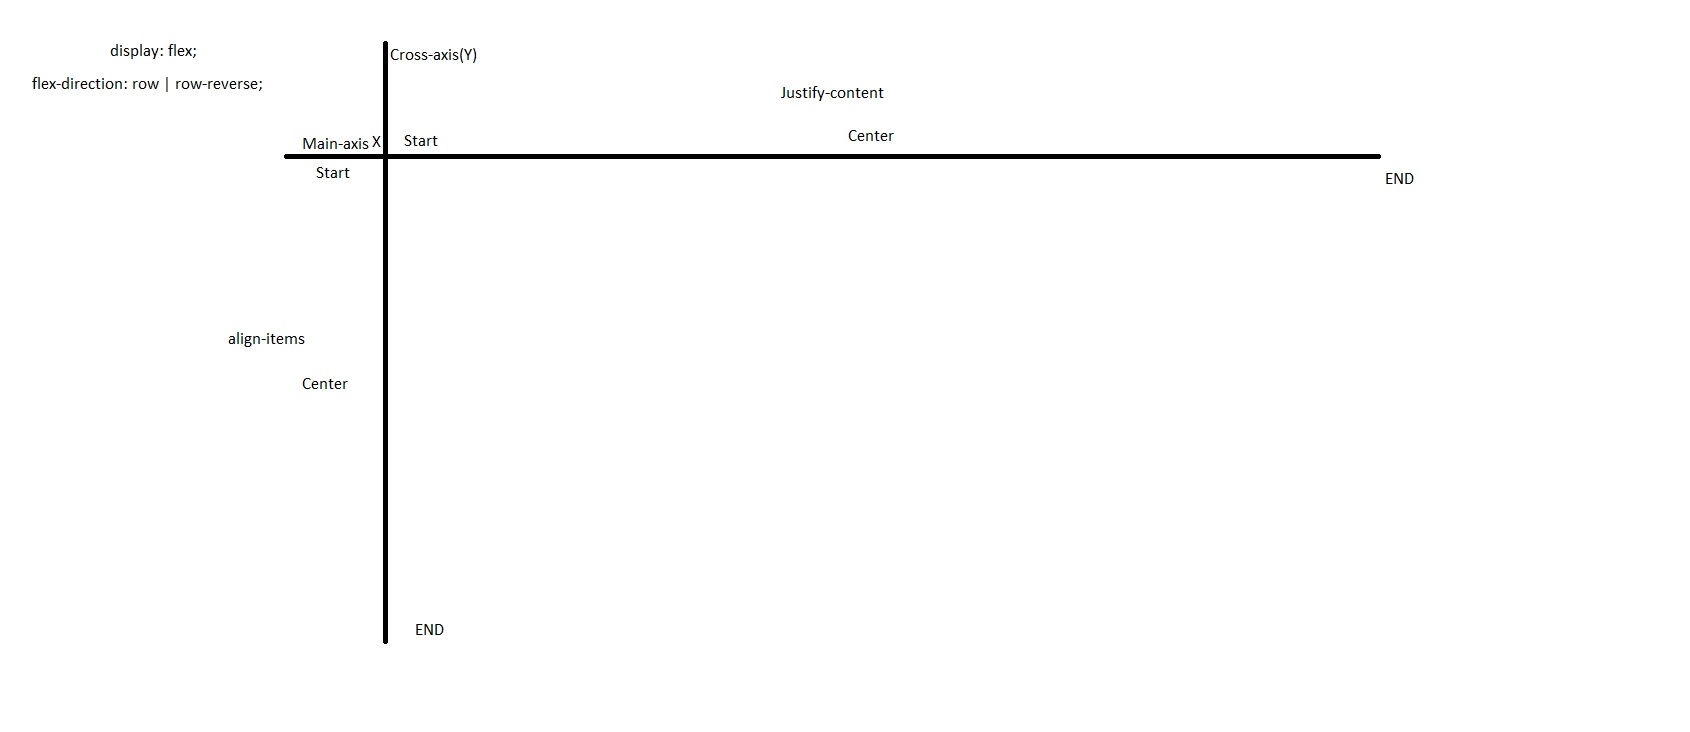 display: flex;
Cross-axis(Y)
flex-direction: row | row-reverse;
Justify-content
Main-axis X
Start
Center
Start
END
align-items
Center
END